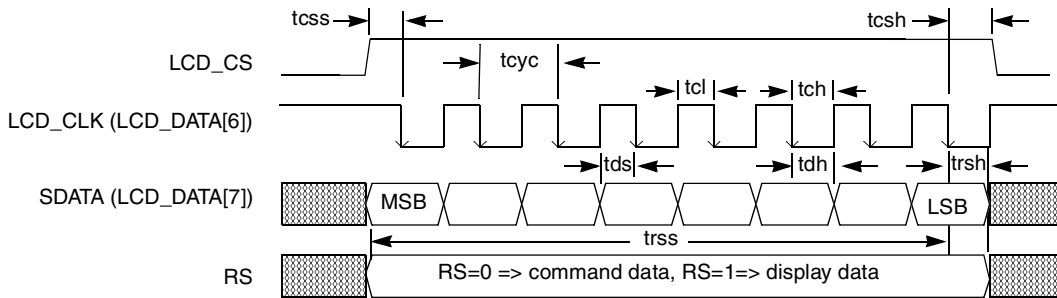 tcss
tcsh
LCD_CS
tcyc
tcl
tch
LCD_CLK (LCD_DATA[6])
tds
tdh
trsh
SDATA (LCD_DATA[7])
MSB
LSB
trss
RS
RS=0 => command data, RS=1=> display data